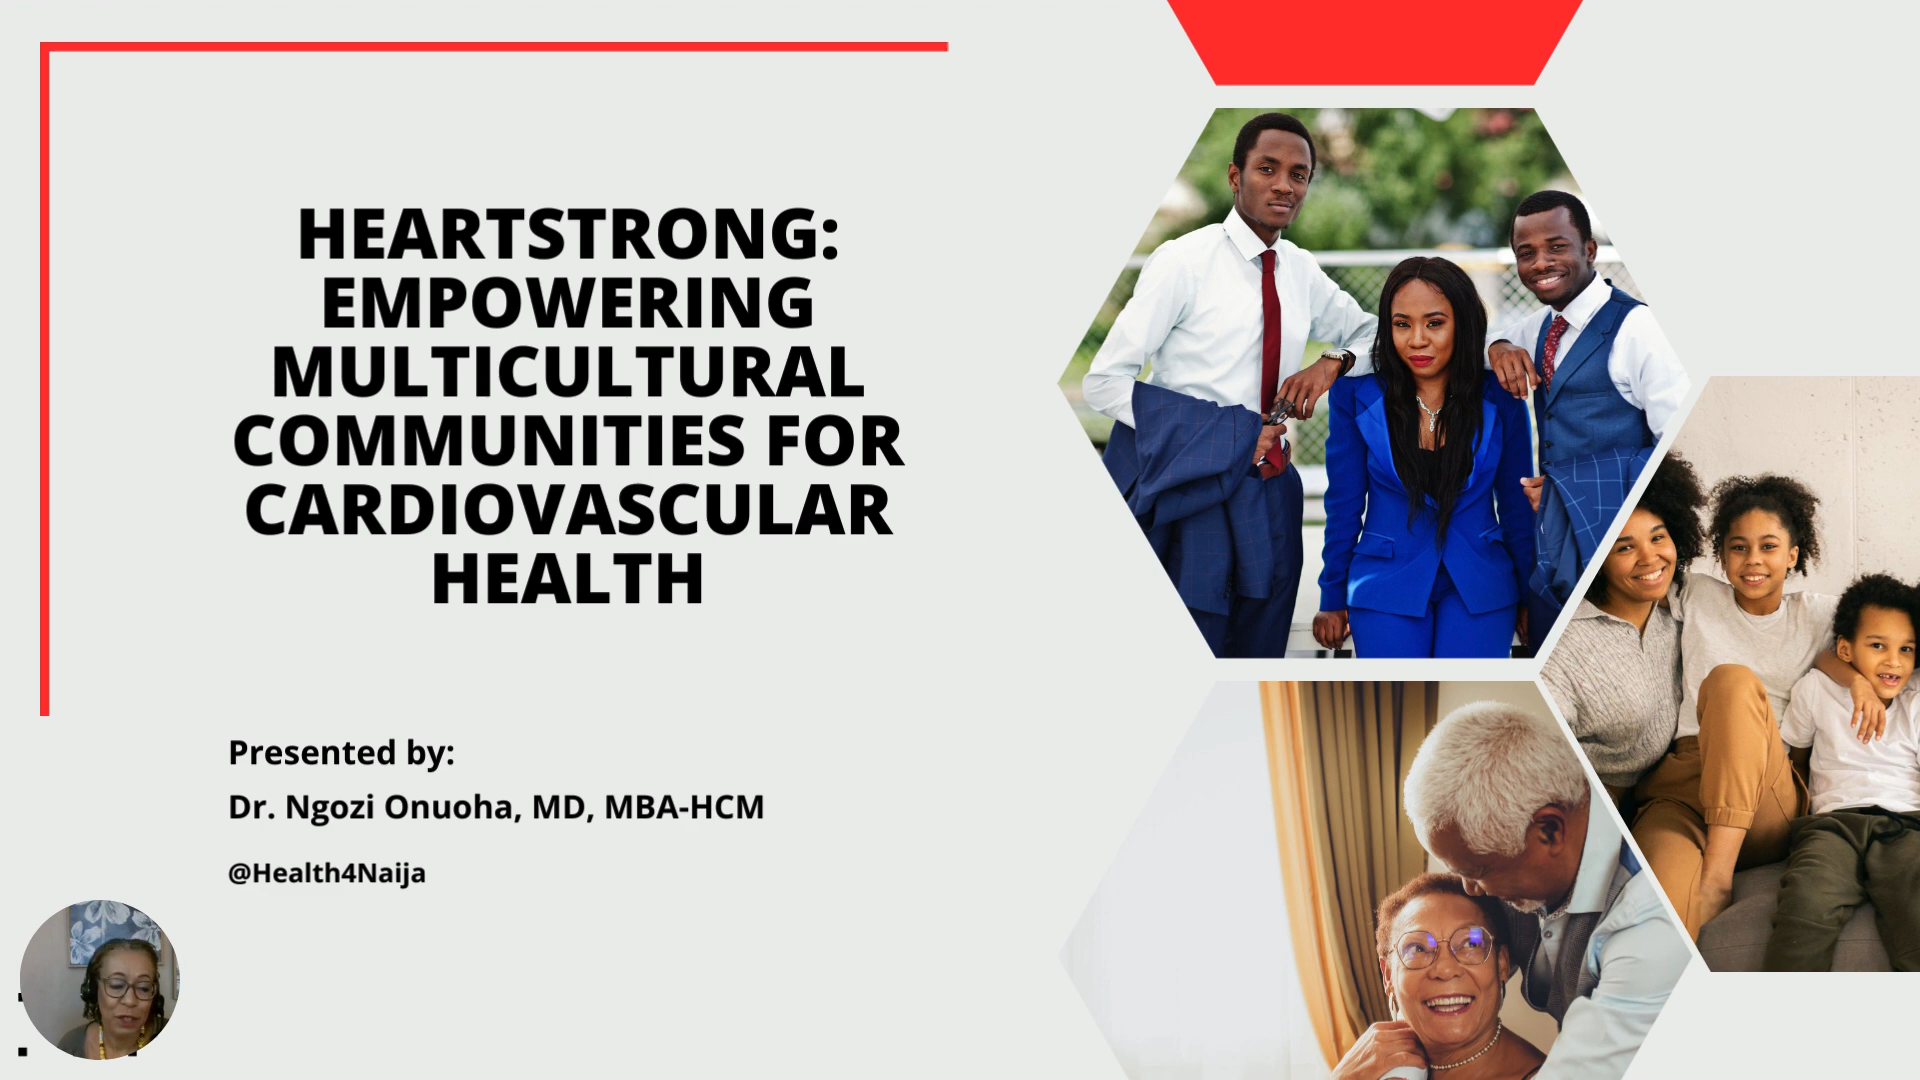 HEARTSTRONG:
EMPOWERING
MULTICULTURAL
COMMUNITIES FOR
CARDIOVASCULAR
HEALTH
Presented by:
Dr. Ngozi Onuoha, MD, MBA-HCM
@Health4Naija